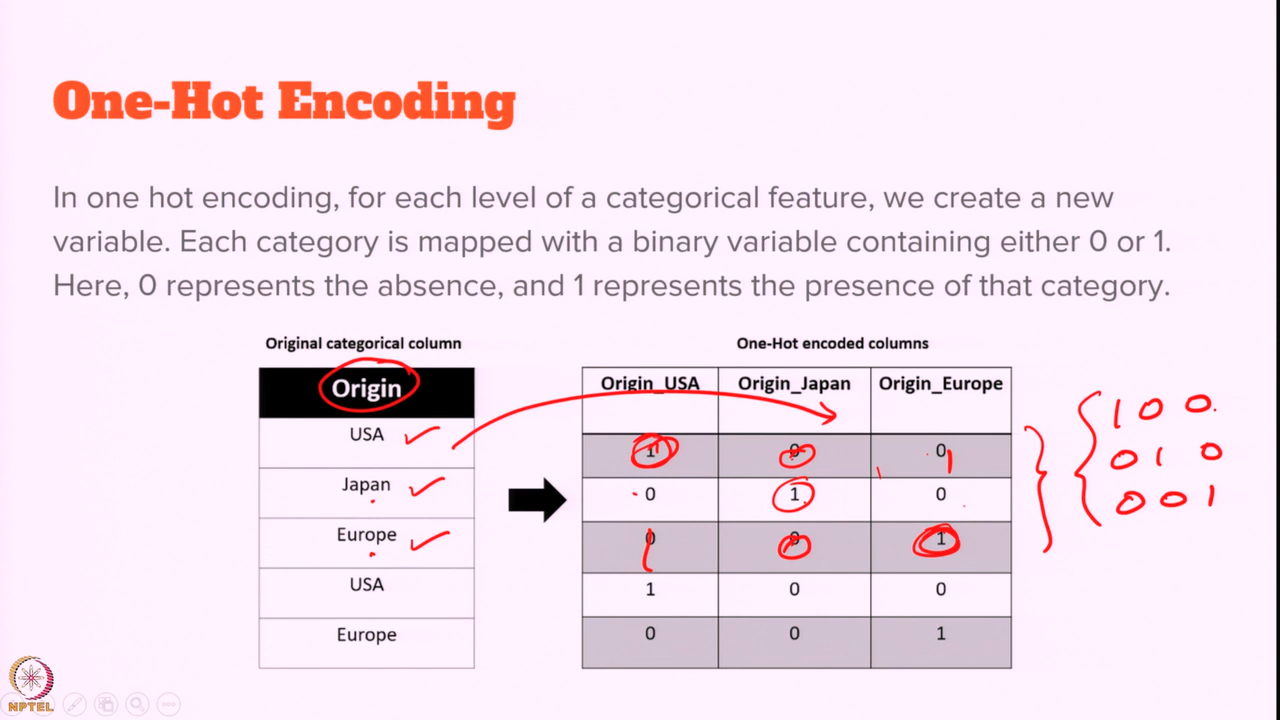 One-Hot Encoding
In one hot encoding, for each level of a categorical feature, we create a new
variable. Each category is mapped with a binary variable containing either 0 or 1.
Here, 0 represents the absence, and 1 represents the presence of that category.
Original categorical column
Origin
USA
Japan
Europe
USA
Europe
One-Hot encoded columns
Origin_USA Origin_Japan Origin_Europe
1 0 0
0 1 0
0 0 1
1 0 0
0 0 1
1 0 0
0 1 0
0 0 1
NPTEL